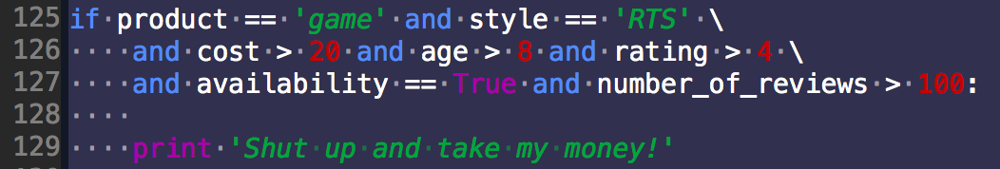 125 if product == 'game' and style == 'RTS' \
126     and cost > 20 and age > 8 and rating > 4 \
127     and availability == True and number_of_reviews > 100:
128
129     print 'Shut up and take my money!'